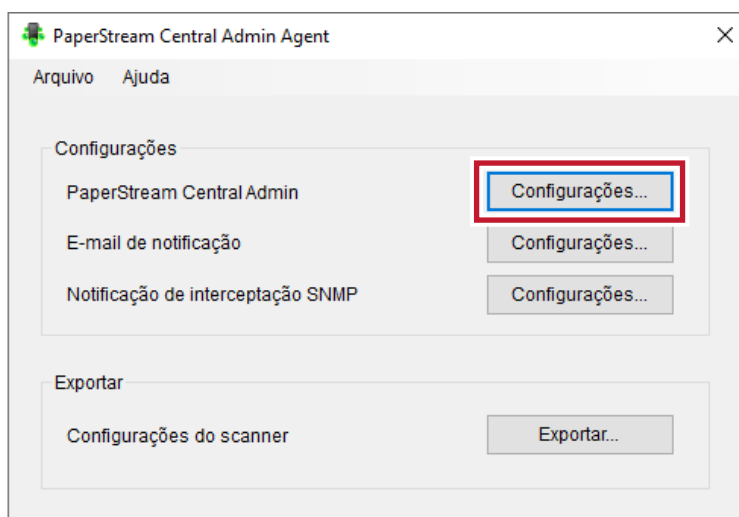 PaperStream Central Admin Agent
Arquivo Ajuda
Configurações
PaperStream Central Admin Configurações...
E-mail de notificação Configurações...
Notificação de interceptação SNMP Configurações...
Exportar
Configurações do scanner Exportar...